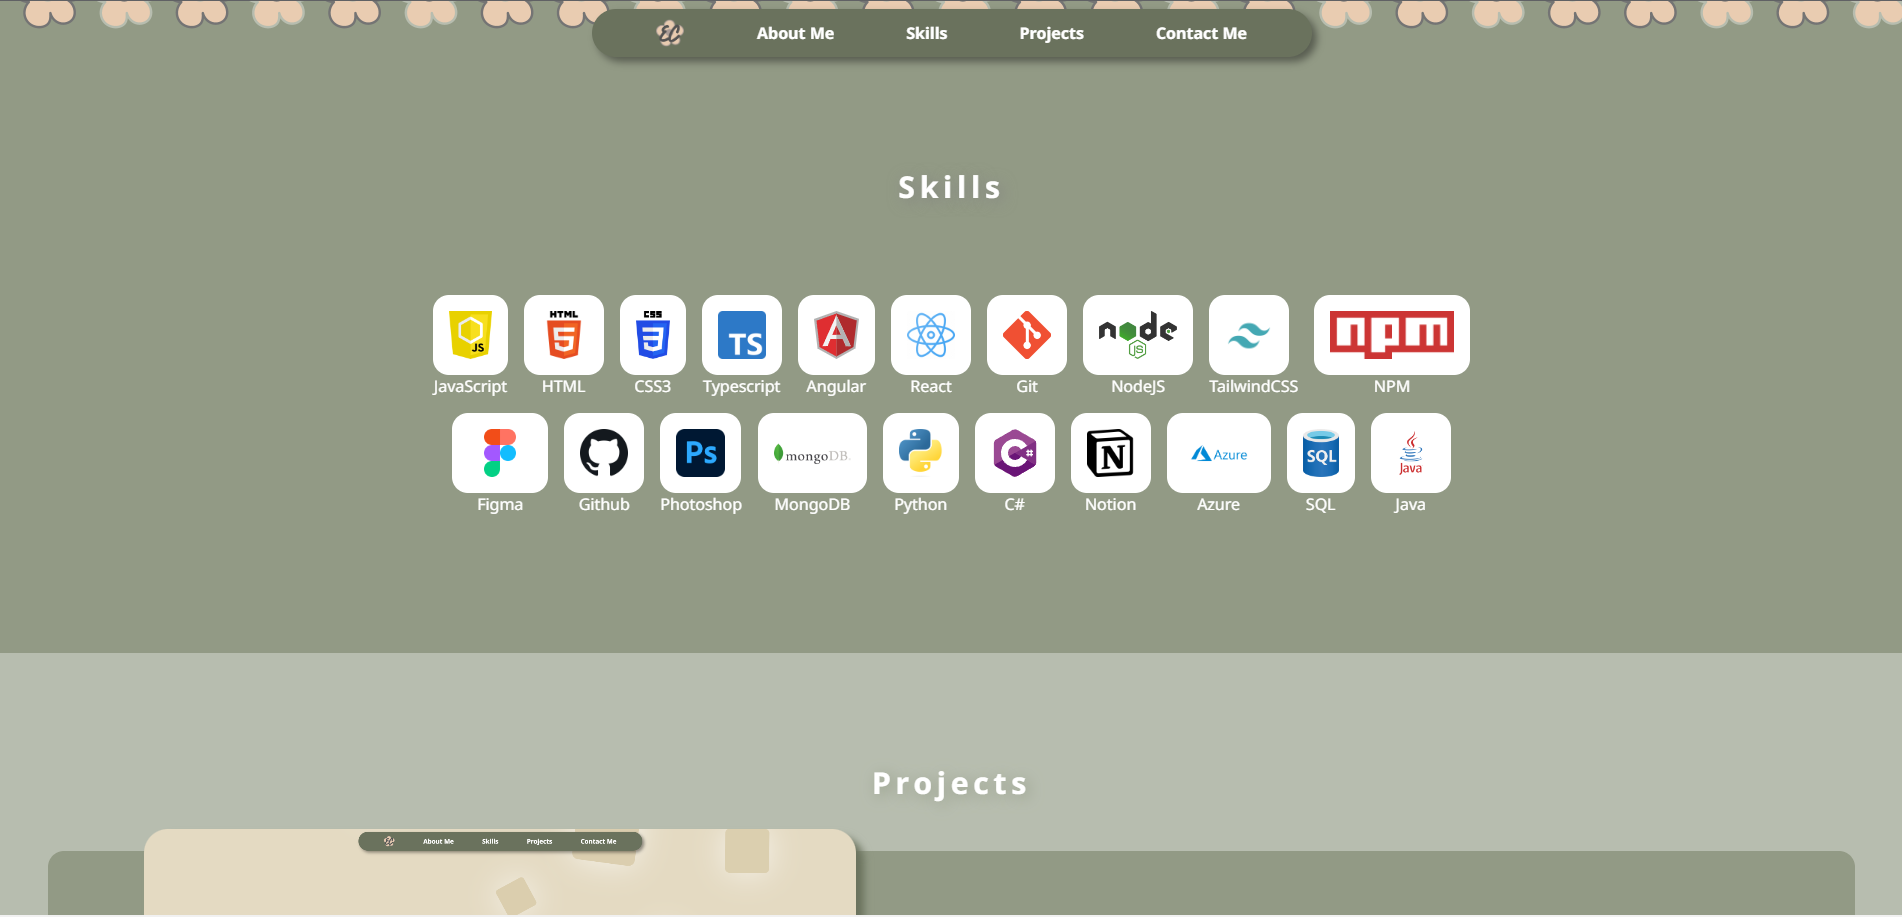 EC About Me Skills Projects Contact Me
Skills
JS HTML 5 CSS 3 TS A node JS npm
JavaScript HTML CSS3 Typescript Angular React Git NodeJS TailwindCSS NPM
Ps mongoDB. C# N Azure SQL Java
Figma Github Photoshop MongoDB Python C# Notion Azure SQL Java
Projects
EC About Me Skills Projects Contact Me